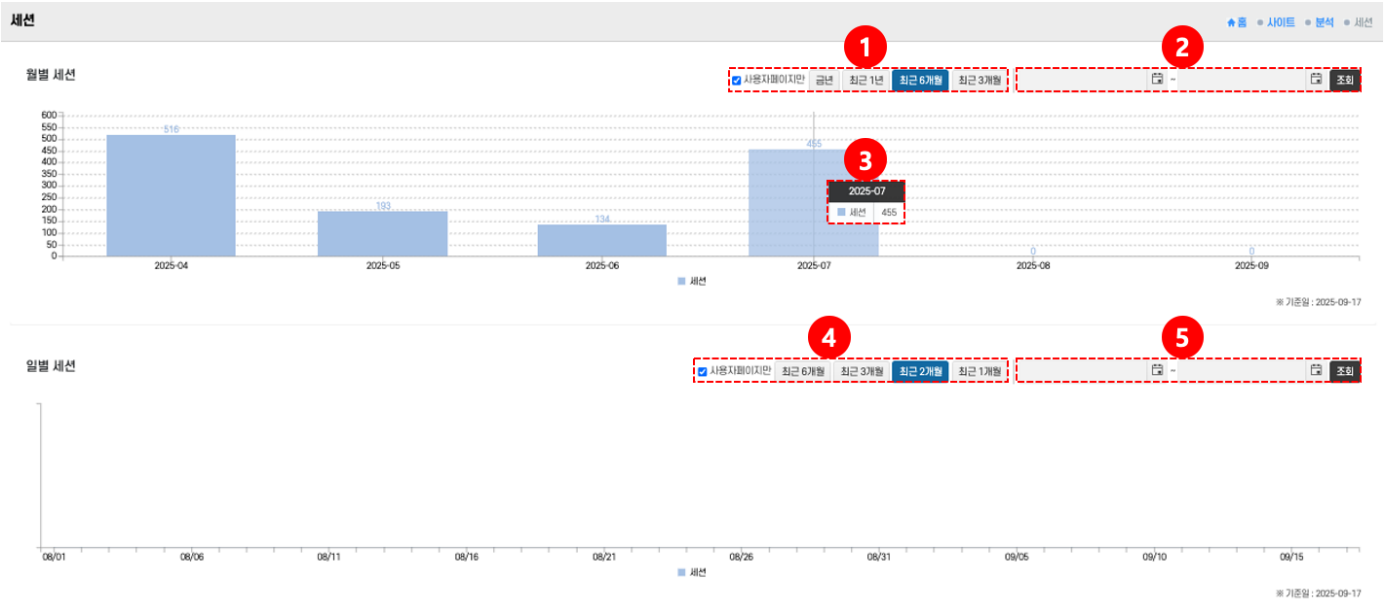 세션
홈 ● 사이트 ● 분석 ● 세션
1 2
월별 세션
사용자페이지만 금년 최근 1년 최근 6개월 최근 3개월 - 조회
600
550
500
450
400
350
300
250
200
150
100
50
0
516
193
134
455
0
0
3
2025-07
세션 455
2025-04 2025-05 2025-06 2025-07 2025-08 2025-09
세션
※ 기준일 : 2025-09-17
4 5
일별 세션
사용자페이지만 최근 6개월 최근 3개월 최근 2개월 최근 1개월 - 조회
08/01 08/06 08/11 08/16 08/21 08/26 08/31 09/05 09/10 09/15
세션
※ 기준일 : 2025-09-17